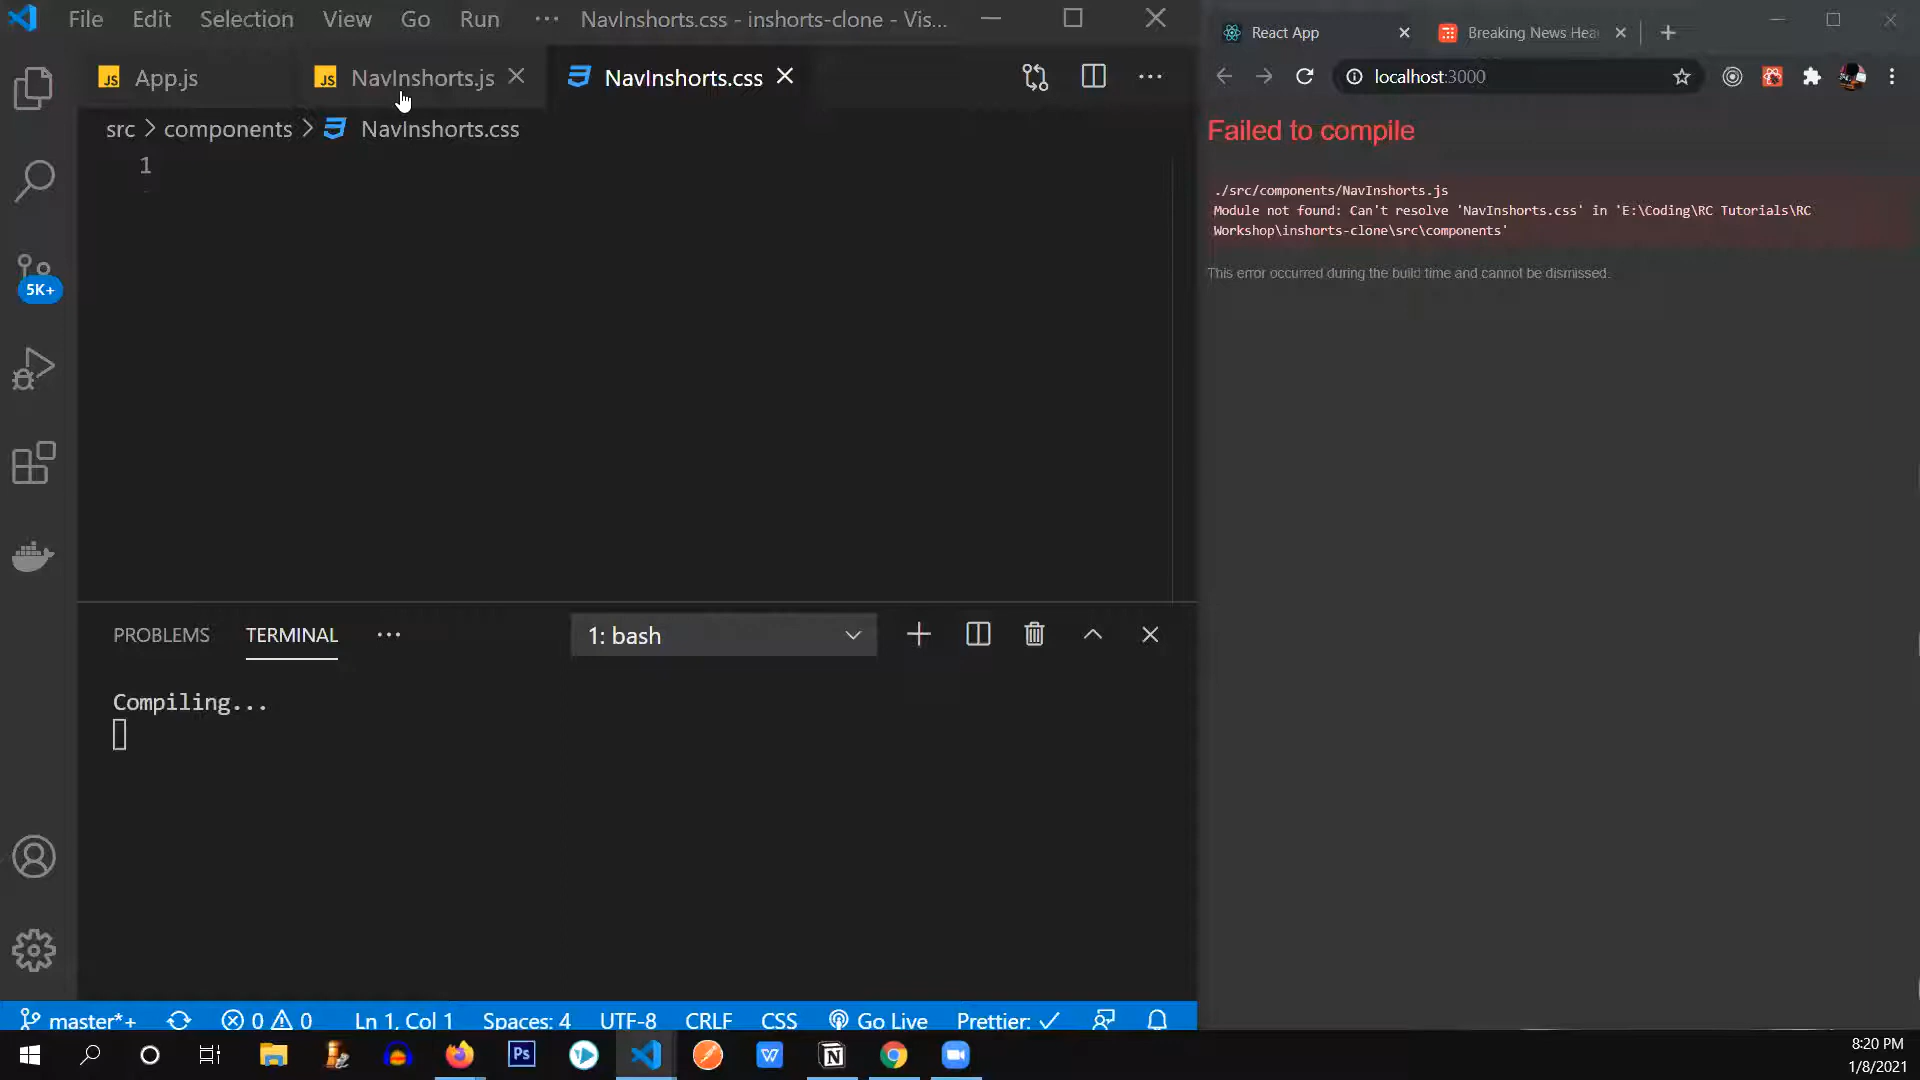 File Edit Selection View Go Run ··· NavInshorts.css - inshorts-clone - Vis...
JS App.js JS NavInshorts.js NavInshorts.css
src > components > NavInshorts.css
1
5K+
PROBLEMS TERMINAL ···
1: bash
Compiling...
master*+ 0 0 Ln 1, Col 1 Spaces: 4 UTF-8 CRLF CSS Go Live Prettier: ✓
React App
Breaking News Hea
localhost:3000
Failed to compile
./src/components/NavInshorts.js
Module not found: Can't resolve 'NavInshorts.css' in 'E:\Coding\RC Tutorials\RC
Workshop\inshorts-clone\src\components'
This error occurred during the build time and cannot be dismissed.
Ps W N
8:20 PM
1/8/2021